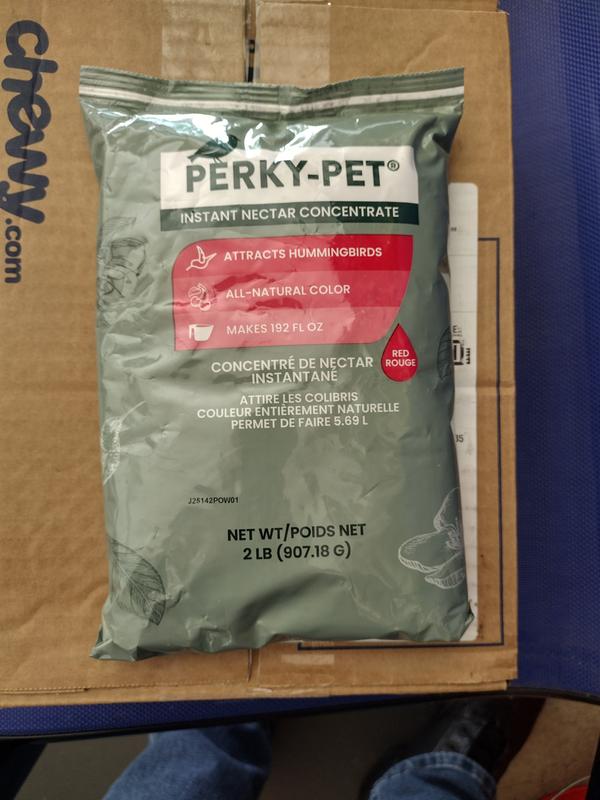 chewy.com
PERKY-PET®
INSTANT NECTAR CONCENTRATE
ATTRACTS HUMMINGBIRDS
ALL-NATURAL COLOR
MAKES 192 FL OZ
RED
ROUGE
CONCENTRÉ DE NECTAR
INSTANTANÉ
ATTIRE LES COLIBRIS
COULEUR ENTIÈREMENT NATURELLE
PERMET DE FAIRE 5.69 L
J25142POW01
NET WT/POIDS NET
2 LB (907.18 G)